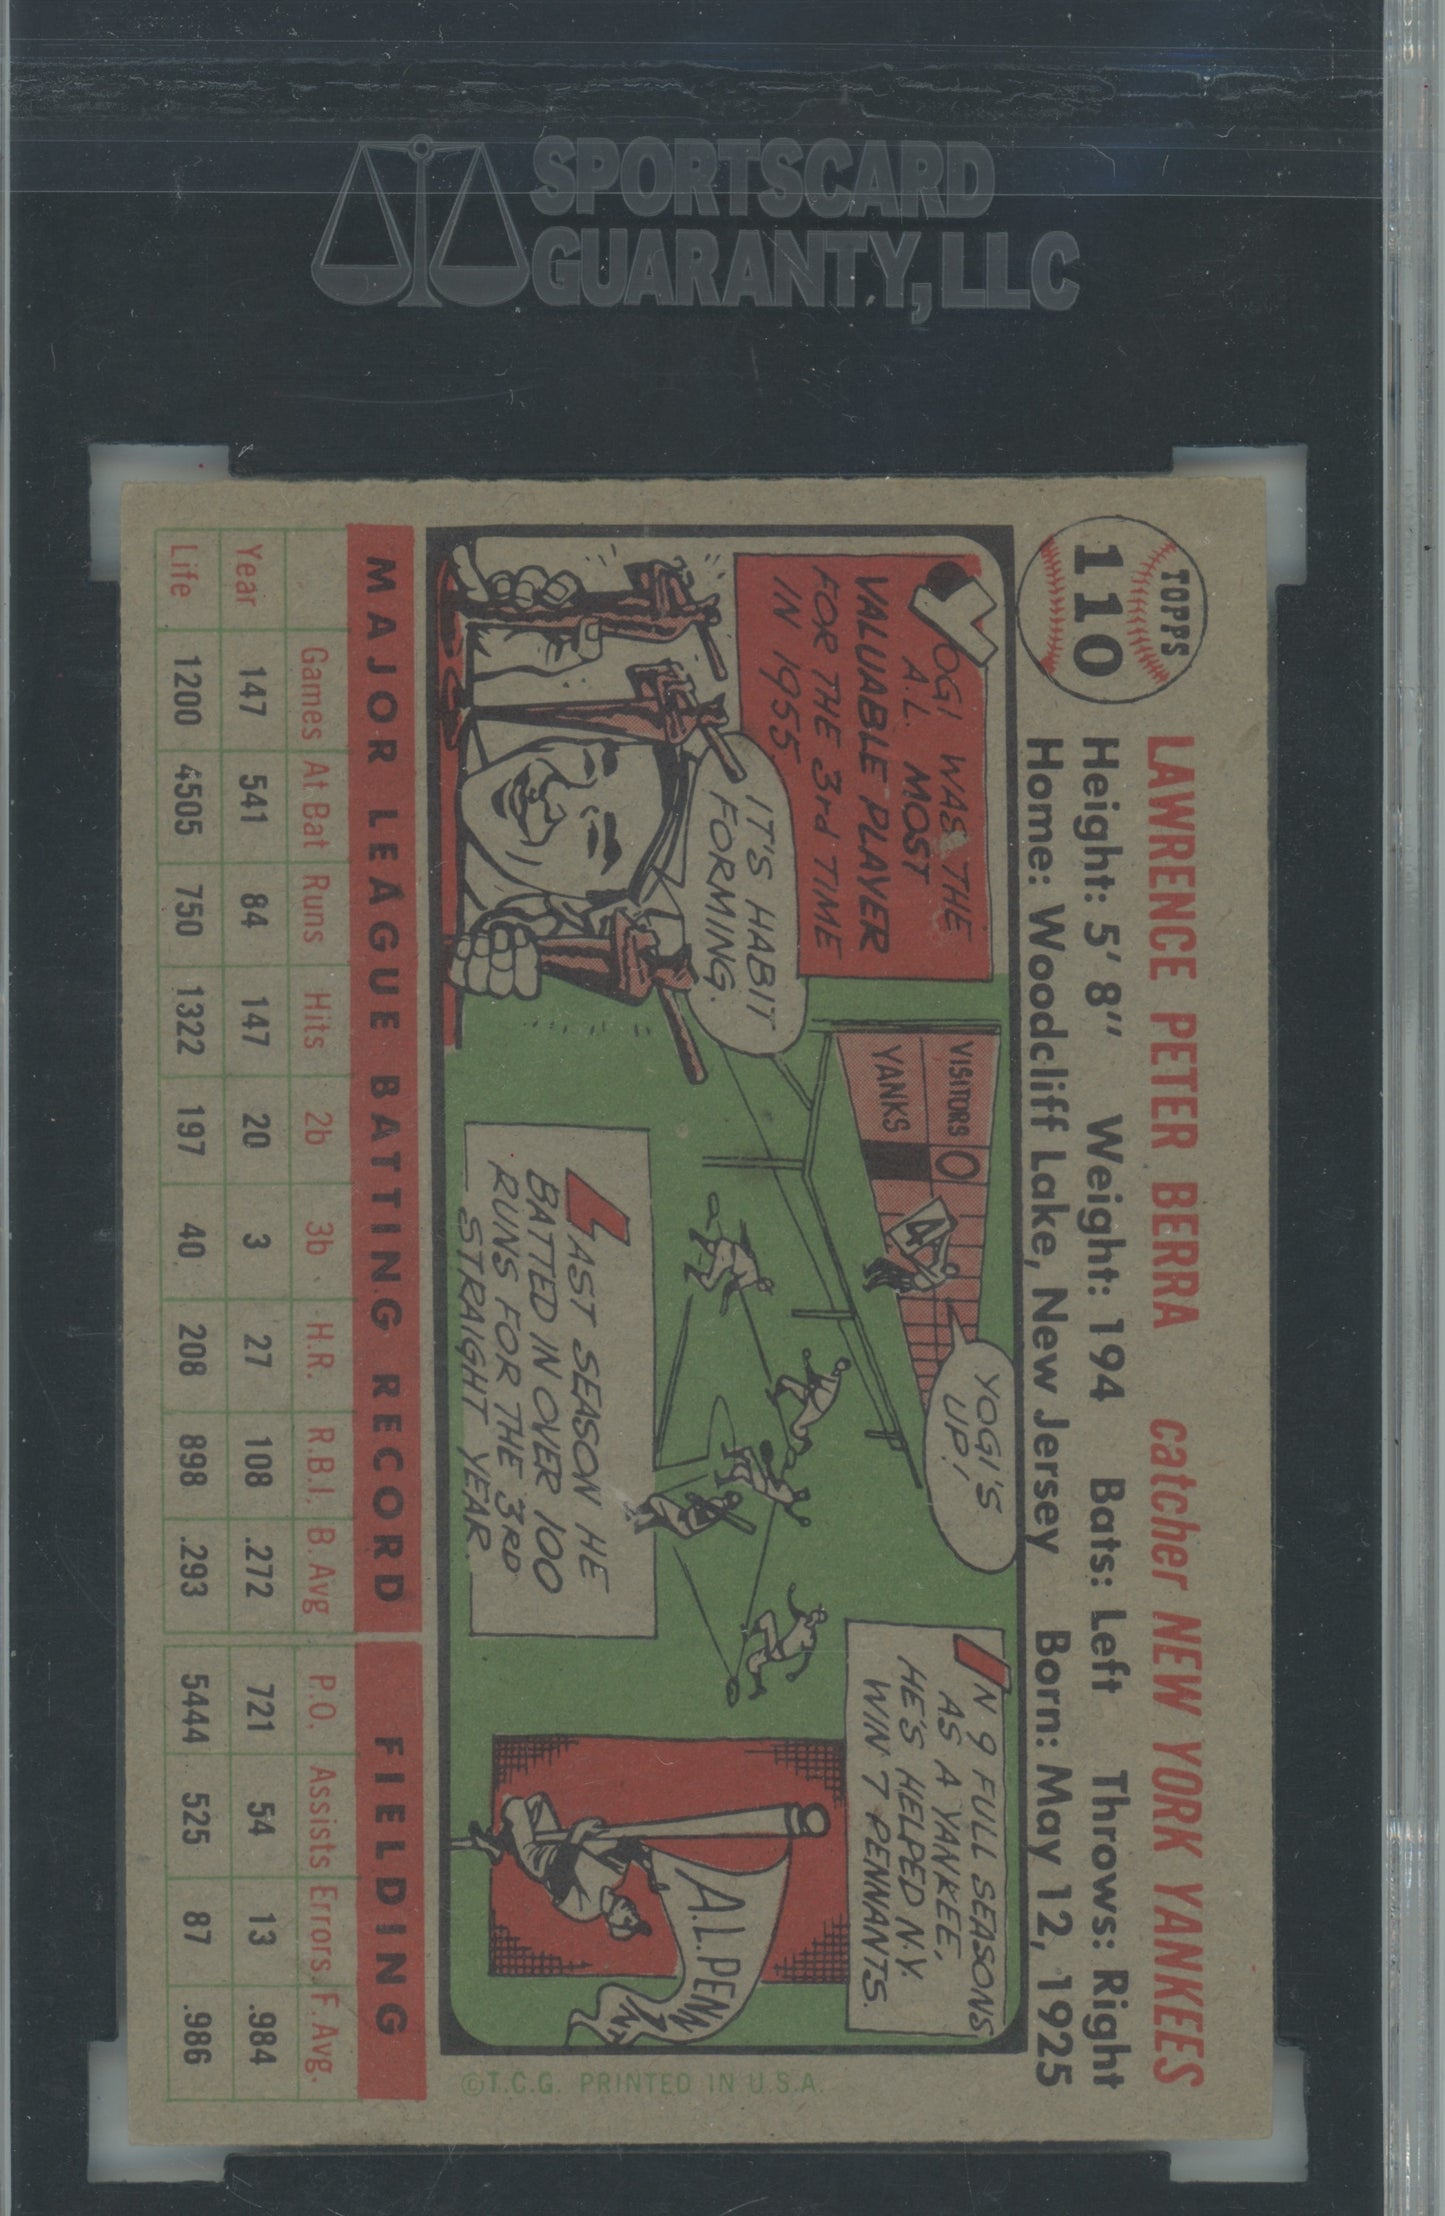 SPORTSCARD
GUARANTY, LLC
TOPPS
110
LAWRENCE PETER BERRA catcher NEW YORK YANKEES
Height: 5' 8" Weight: 194 Bats: Left Throws: Right
Home: Woodcliff Lake, New Jersey Born: May 12, 1925
YOGI WAS THE
A.L. MOST
VALUABLE PLAYER
FOR THE 3rd TIME
IN 1955
IT'S HABIT
FORMING.
VISITORS 0
YANKS
4
YOGI'S
UP!
LAST SEASON HE
BATTED IN OVER 100
RUNS FOR THE 3RD
STRAIGHT YEAR.
IN 9 FULL SEASONS
AS A YANKEE,
HE'S HELPED N.Y.
WIN 7 PENNANTS.
A.L. PENN
ANT
©T.C.G. PRINTED IN U.S.A.
MAJOR LEAGUE BATTING RECORD FIELDING
Games At Bat Runs Hits 2b 3b H.R. R.B.I. B.Avg P.O. Assists Errors F.Avg.
Year 147 541 84 147 20 3 27 108 .272 721 54 13 .984
Life 1200 4505 750 1322 197 40 208 898 .293 5444 525 87 .986